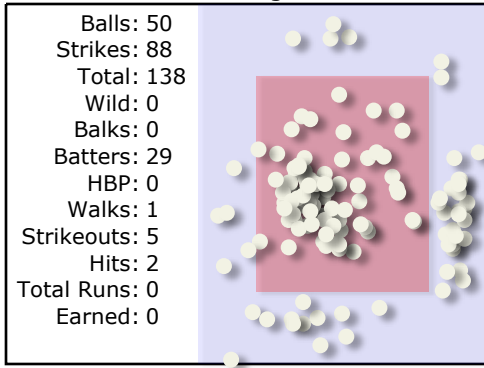 Balls: 50
Strikes: 88
Total: 138
Wild: 0
Balks: 0
Batters: 29
HBP: 0
Walks: 1
Strikeouts: 5
Hits: 2
Total Runs: 0
Earned: 0